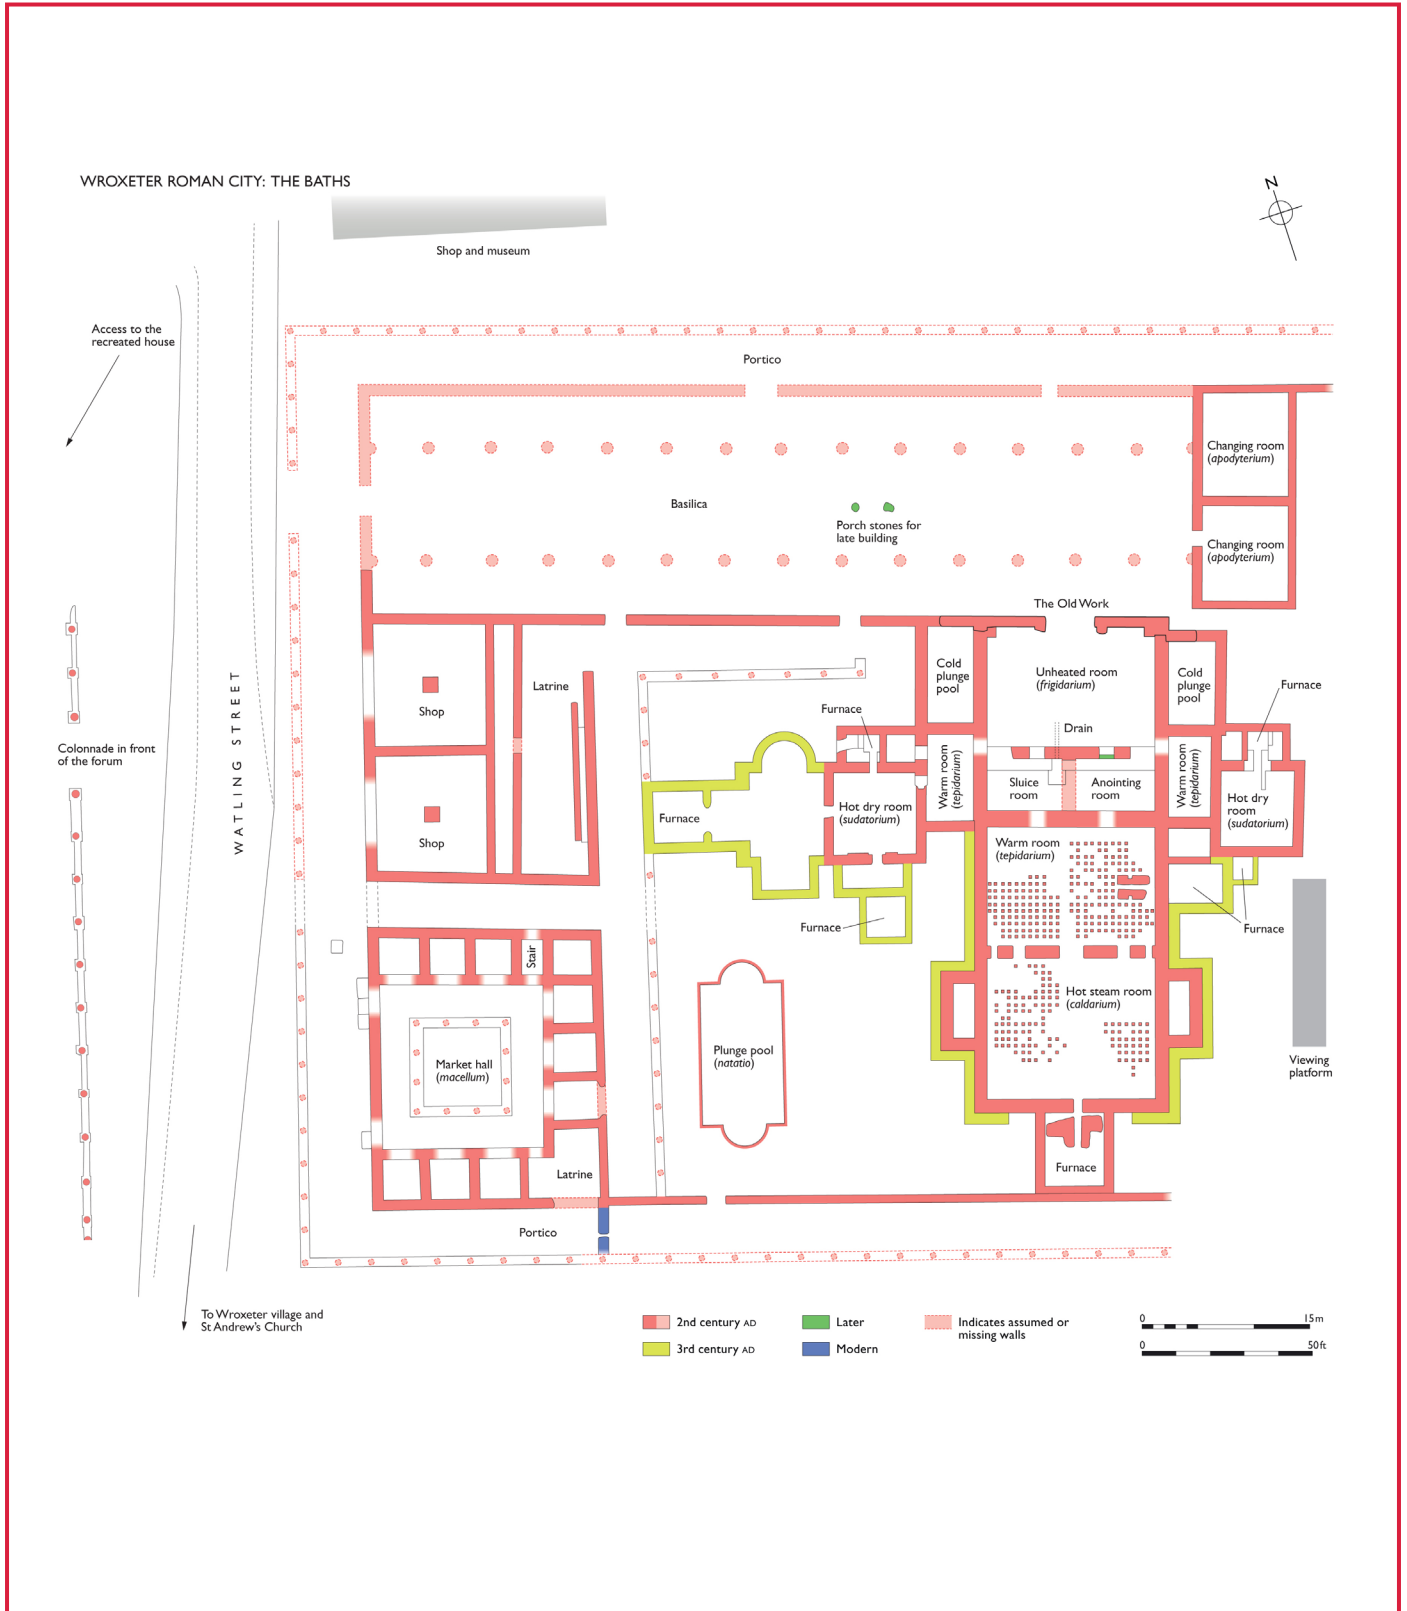 WROXETER ROMAN CITY: THE BATHS
N
Shop and museum
Access to the
recreated house
Portico
Changing room
(apodyterium)
Basilica
Porch stones for
late building
Changing room
(apodyterium)
The Old Work
WATLING STREET
Shop
Latrine
Cold
plunge
pool
Unheated room
(frigidarium)
Cold
plunge
pool
Furnace
Furnace
Drain
Colonnade in front
of the forum
Warm room
(tepidarium)
Sluice
room
Anointing
room
Warm room
(tepidarium)
Hot dry room
(sudatorium)
Hot dry
room
(sudatorium)
Furnace
Shop
Warm room
(tepidarium)
Furnace
Furnace
Stair
Hot steam room
(caldarium)
Market hall
(macellum)
Plunge pool
(natatio)
Viewing
platform
Latrine
Furnace
Portico
To Wroxeter village and
St Andrew's Church
2nd century AD
3rd century AD
Later
Modern
Indicates assumed or
missing walls
0 15m
0 50ft